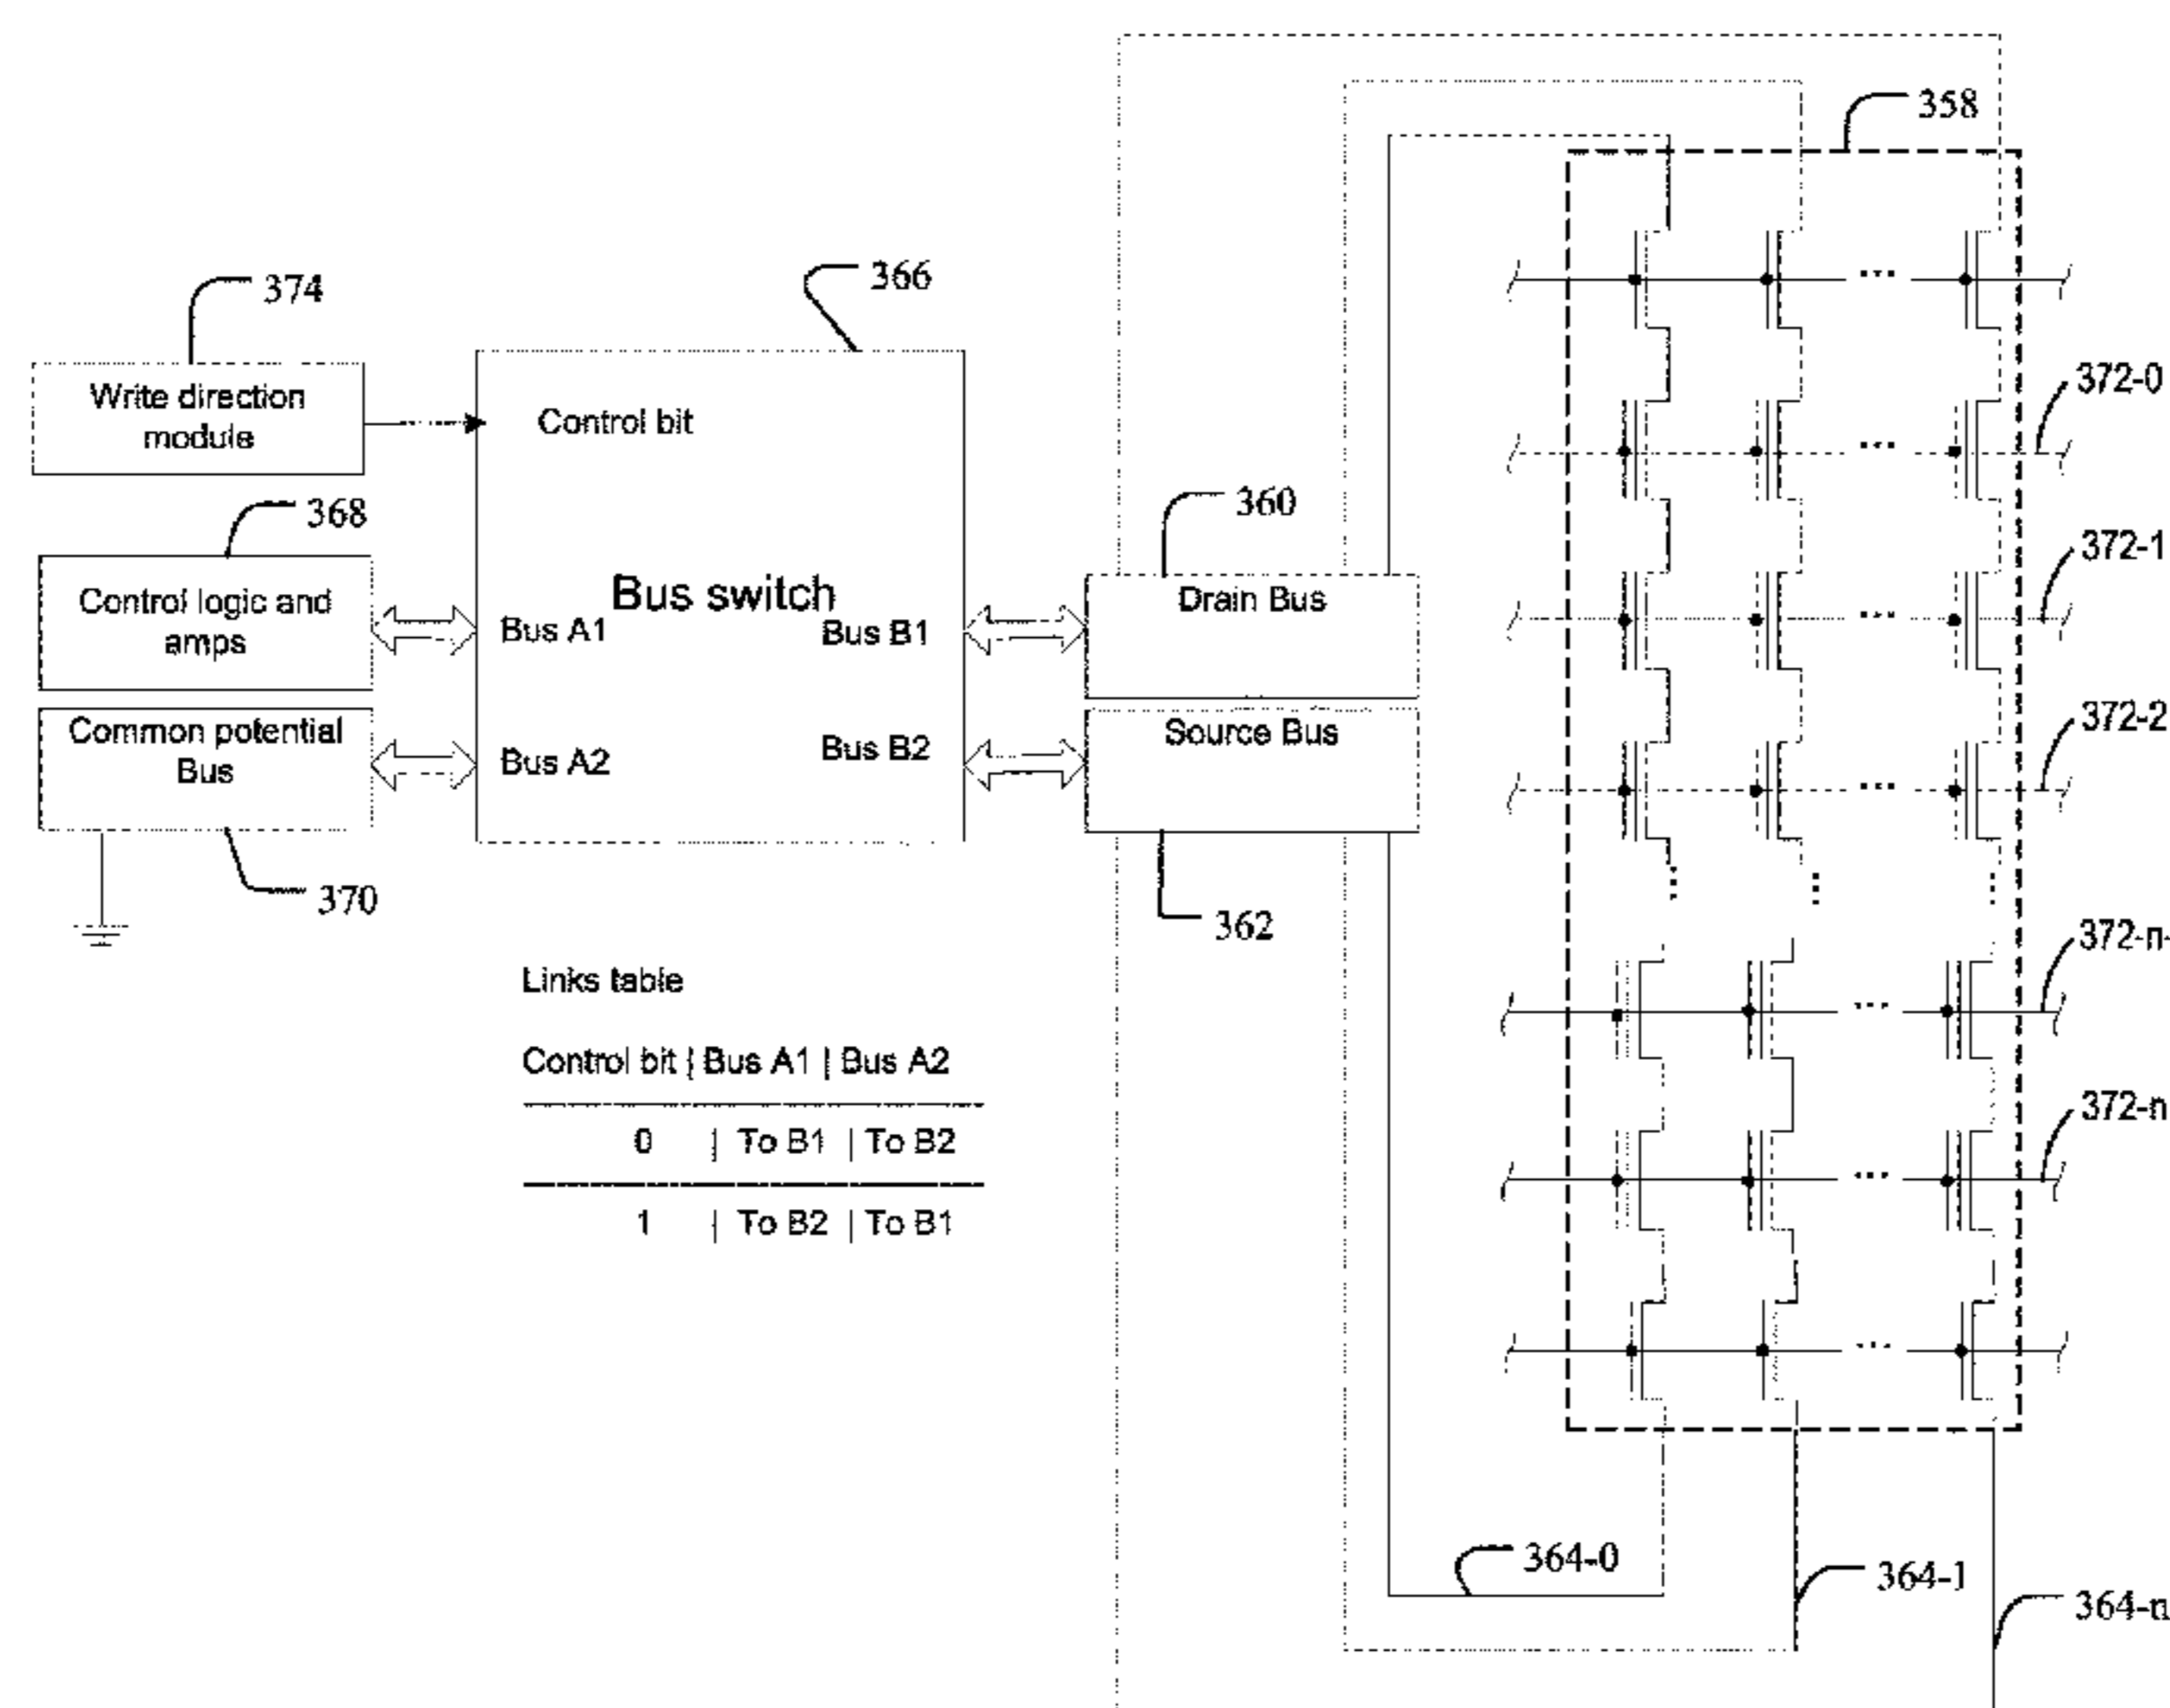 358
374
366
Write direction
module
Control bit
372-0
368
360
372-1
Control logic and
amps
Bus switch
Bus A1
Bus B1
Drain Bus
372-2
Common potential
Bus
Bus A2
Bus B2
Source Bus
370
362
372-n-
Links table
Control bit | Bus A1 | Bus A2
372-n
0 | To B1 | To B2
1 | To B2 | To B1
364-0
364-1
364-n